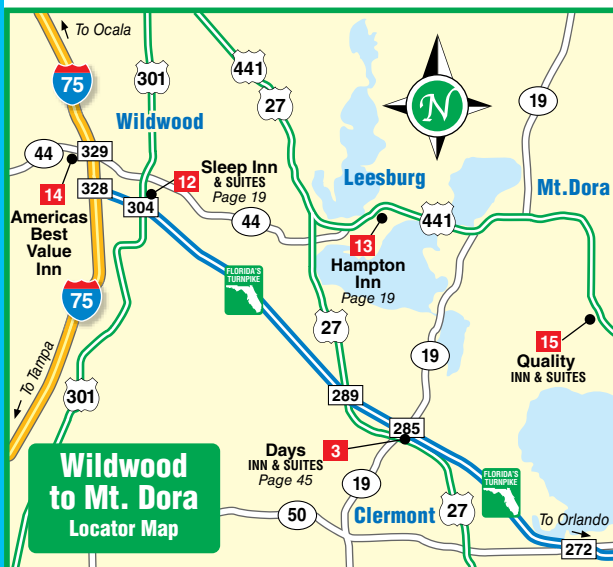 To Ocala
75
301
441
27
Wildwood
44
329
328
304
14
Americas
Best
Value
Inn
12
Sleep Inn
& SUITES
Page 19
44
N
19
Leesburg
Mt.Dora
441
13
Hampton
Inn
Page 19
FLORIDA'S
TURNPIKE
75
To Tampa
301
27
19
15
Quality
INN & SUITES
289
285
Days
INN & SUITES
Page 45
3
19
50
Clermont
27
FLORIDA'S
TURNPIKE
To Orlando
272
Wildwood
to Mt. Dora
Locator Map